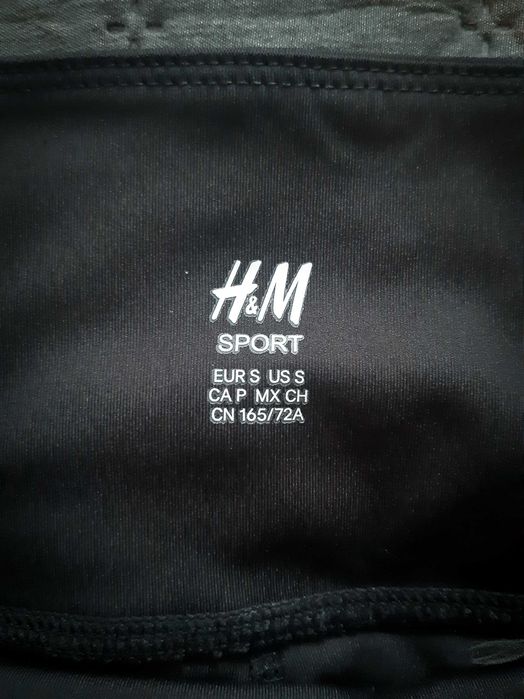 H&M
SPORT
EUR S US S
CA P MX CH
CN 165/72A